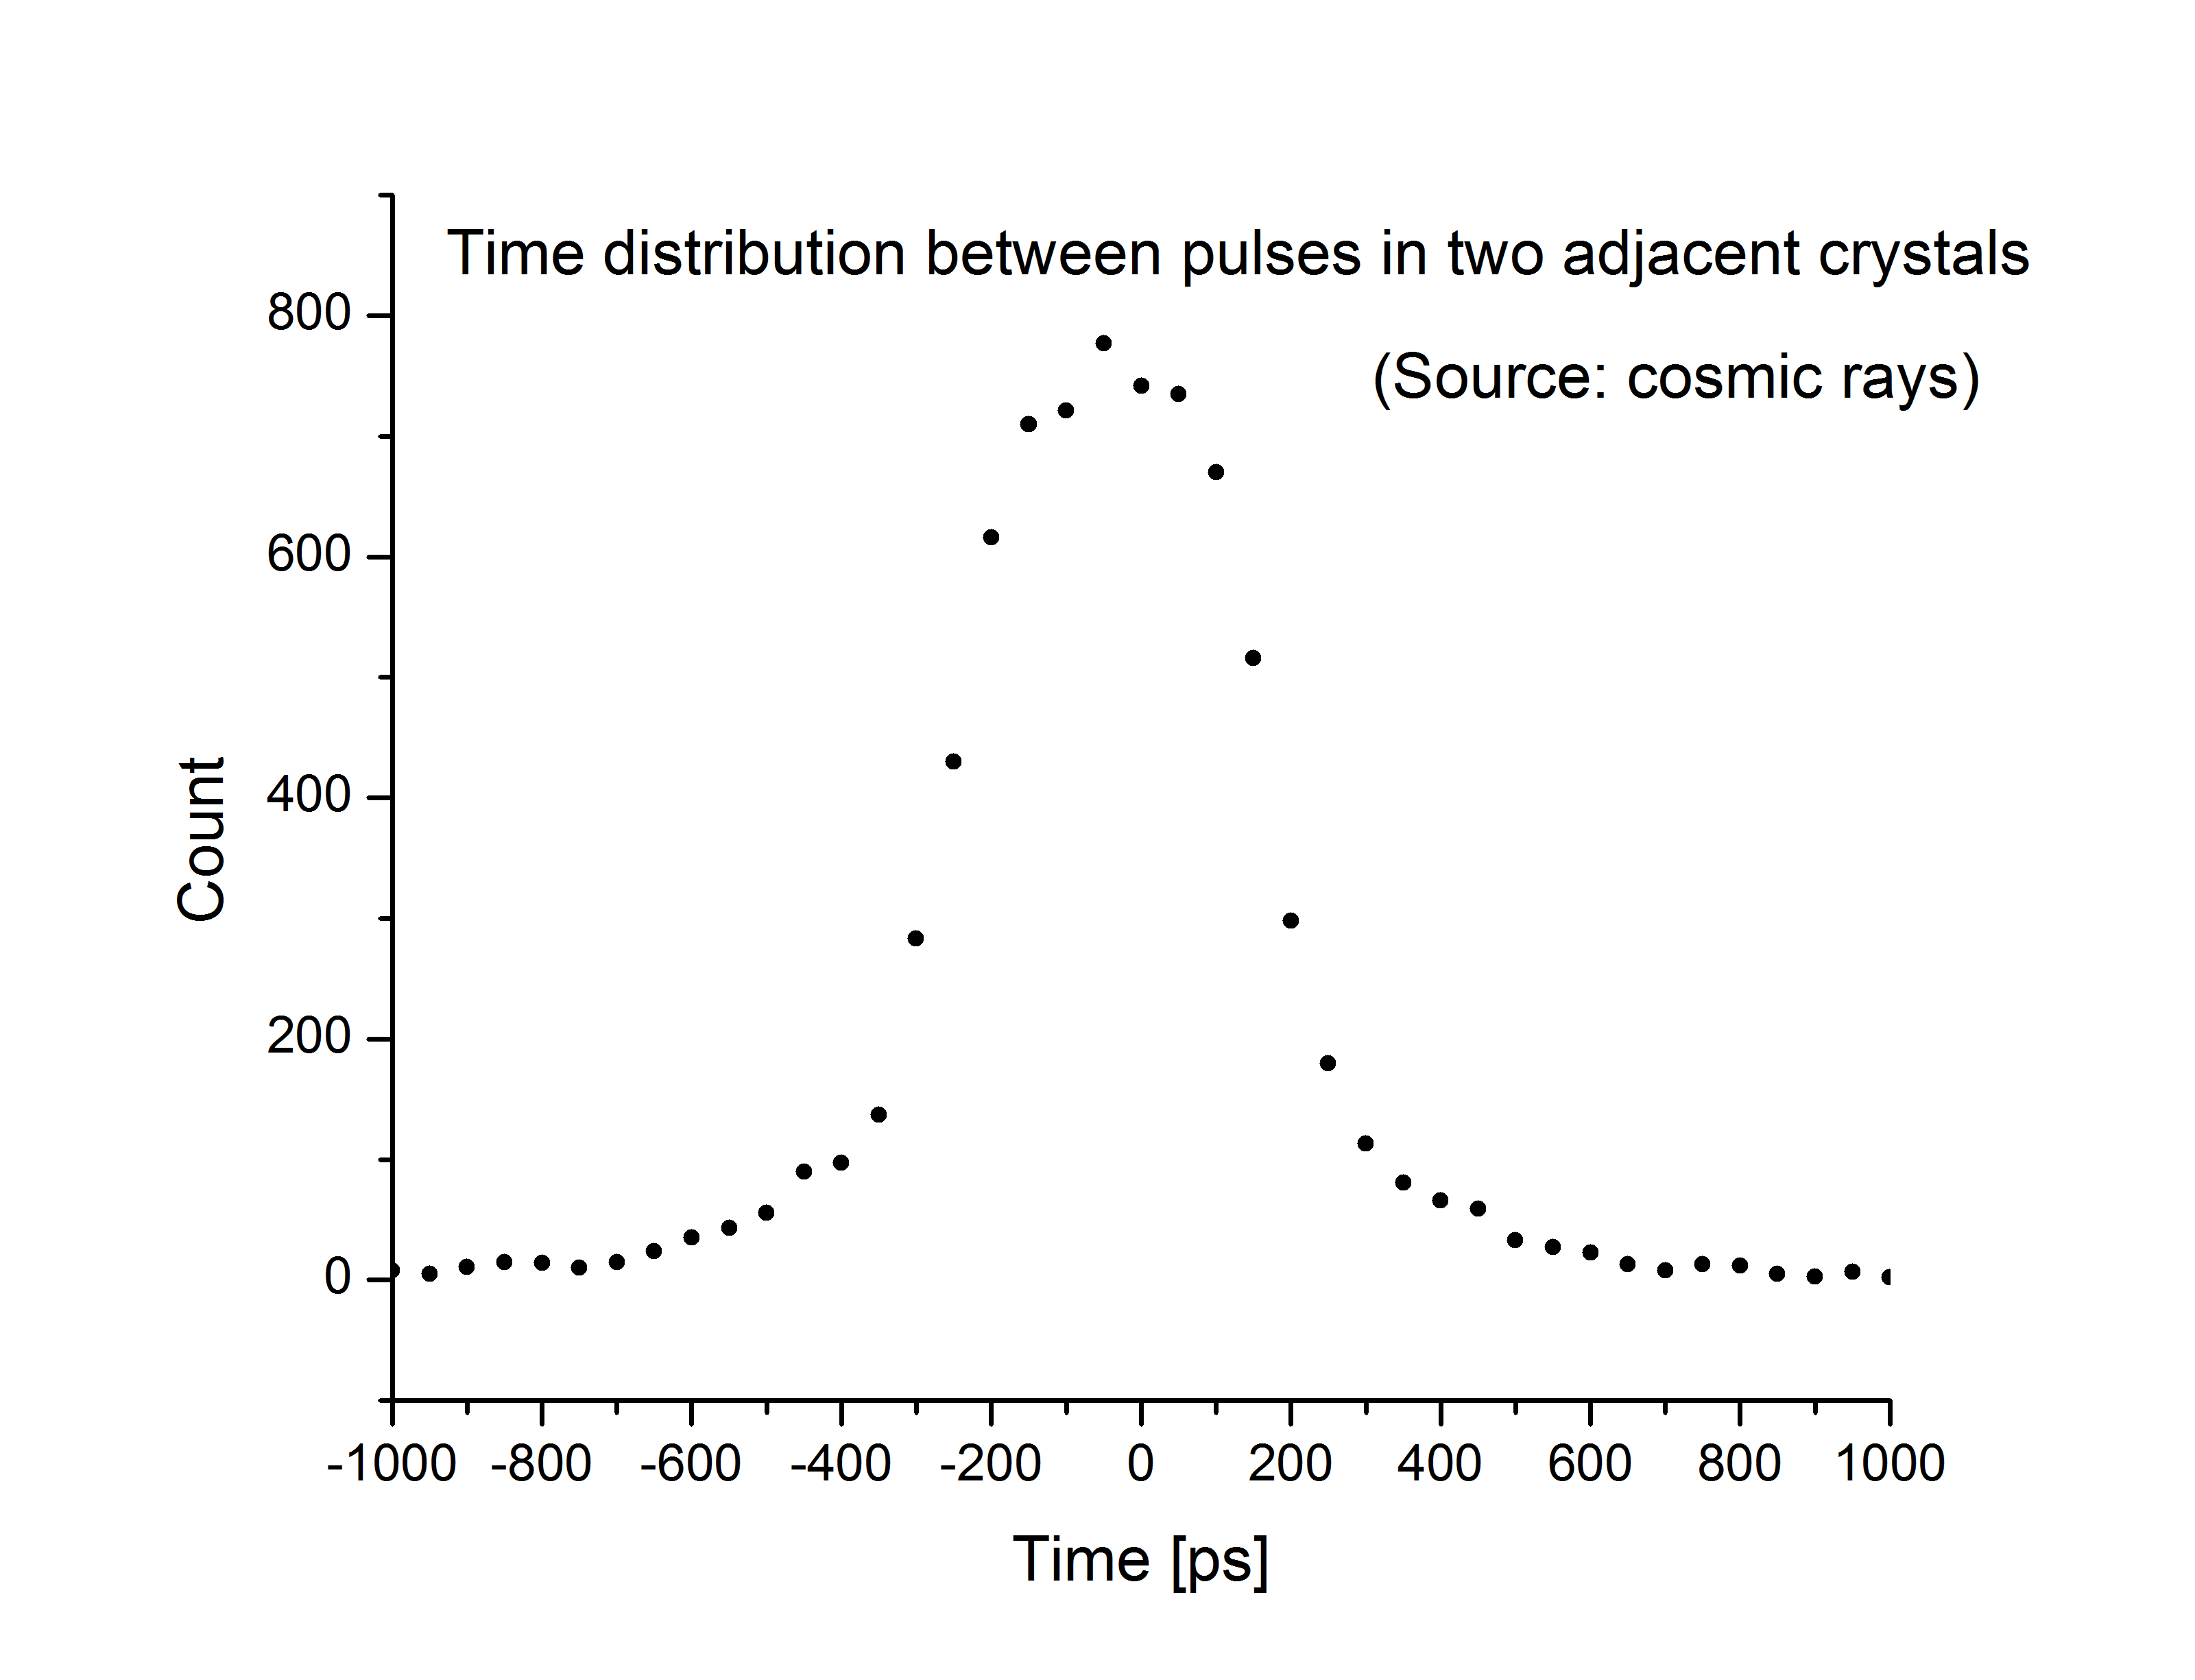 Time distribution between pulses in two adjacent crystals
(Source: cosmic rays)
800
600
400
200
0
Count
-1000 -800 -600 -400 -200 0 200 400 600 800 1000
Time [ps]